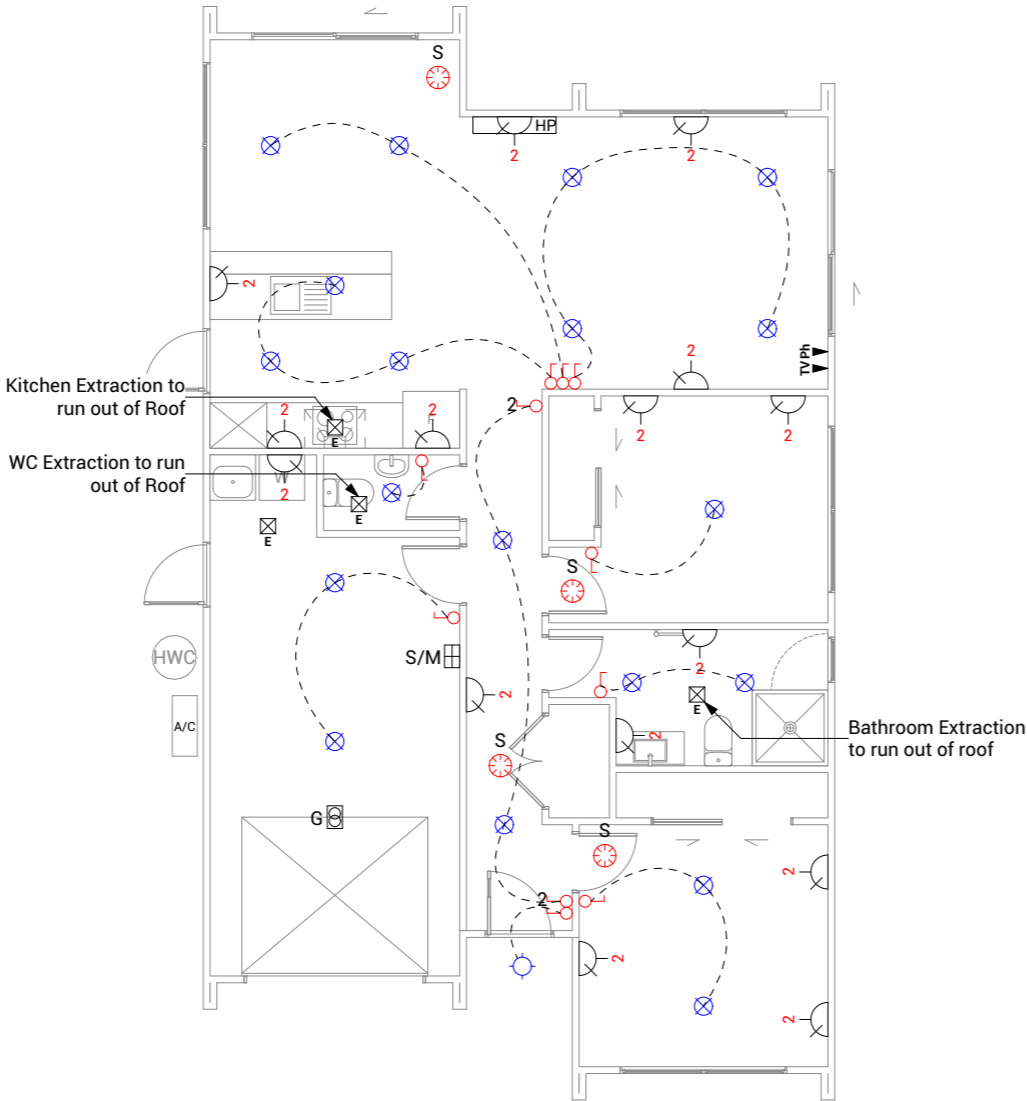 S
HP
2
2
2
TV Ph
2
Kitchen Extraction to
run out of Roof
2
2
2
2
2
E
WC Extraction to run
out of Roof
W
2
E
E
S
HWC
S/M
2
2
E
A/C
2
Bathroom Extraction
to run out of roof
S
G
S
2
2
2
2